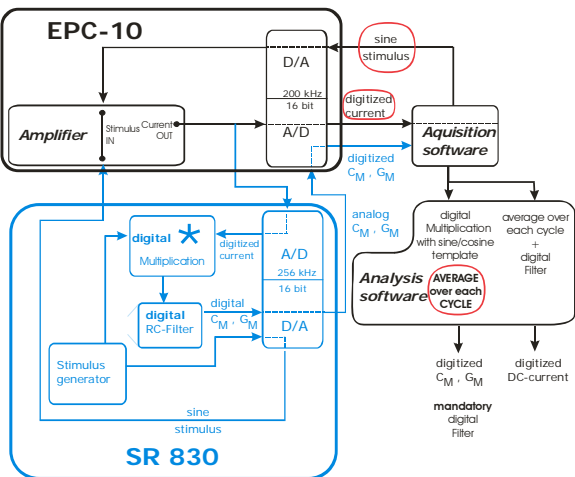 EPC-10
D/A
200 kHz
16 bit
A/D
sine
stimulus
digitized
current
Amplifier
Stimulus
IN
Current
OUT
Aquisition
software
digitized
CM , GM
analog
CM , GM
digital *
Multiplication
digitized
current
A/D
256 kHz
16 bit
D/A
digital
RC-Filter
digital
CM , GM
Stimulus
generator
sine
stimulus
SR 830
digital
Multiplication
with sine/cosine
template
average over
each cycle
+
digital
Filter
Analysis
software
AVERAGE
over each
CYCLE
digitized
CM , GM
mandatory
digital
Filter
digitized
DC-current